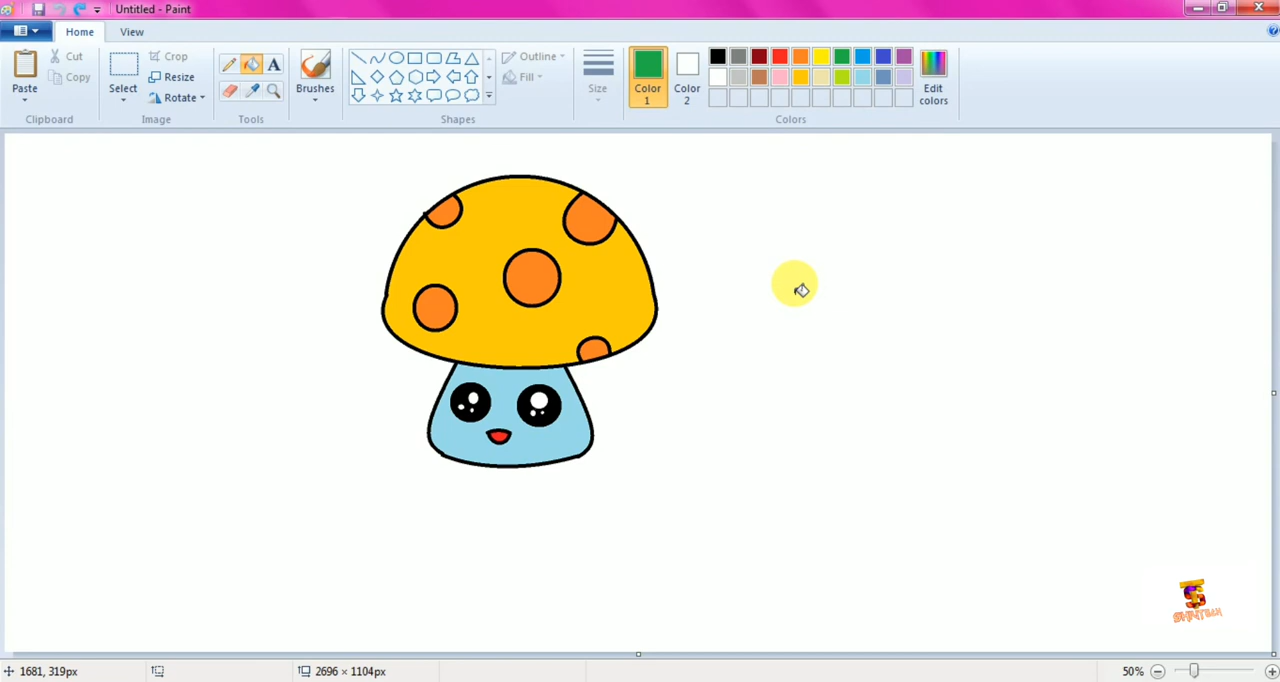 Untitled - Paint
Home
View
Paste
Cut
Copy
Clipboard
Select
Crop
Resize
Rotate
Image
Tools
Brushes
Outline
Fill
Shapes
Size
Color 1
Color 2
Edit colors
Colors
1681, 319px
2696 × 1104px
50%